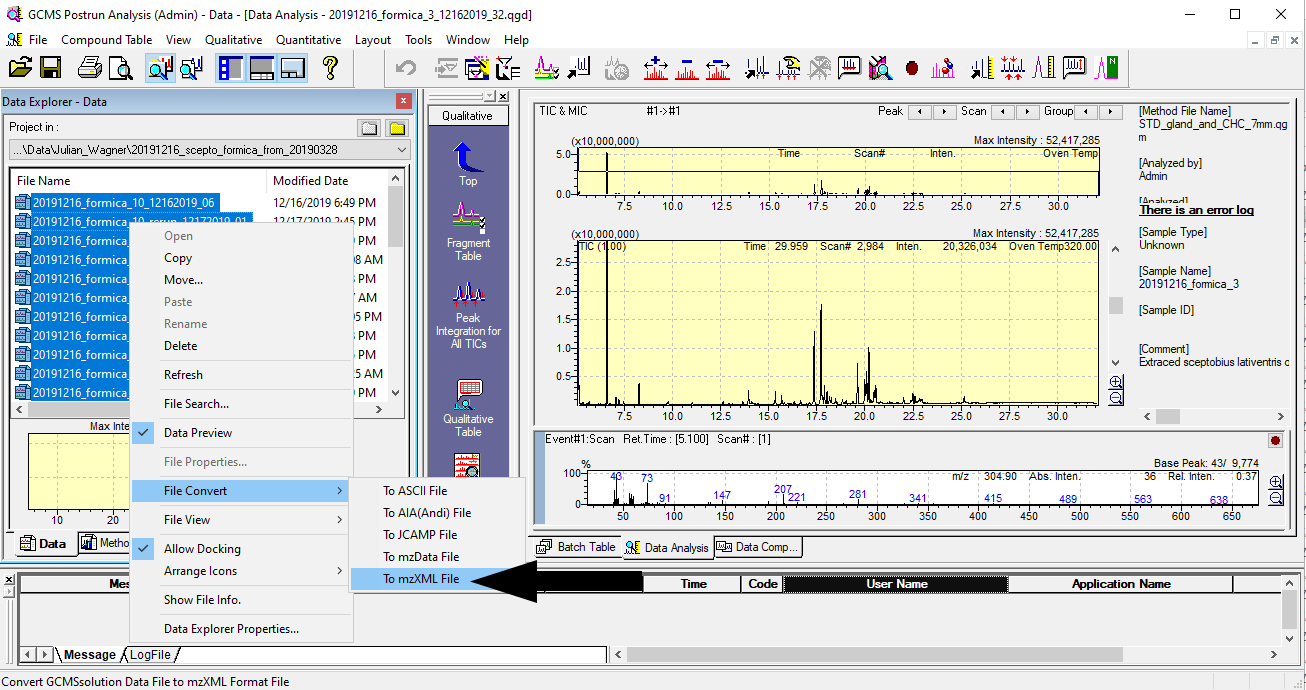 GCMS Postrun Analysis (Admin) - Data - [Data Analysis - 20191216_formica_3_12162019_32.qgd]
File Compound Table View Qualitative Quantitative Layout Tools Window Help
Data Explorer - Data
Project in :
...\Data\Julian_Wagner\20191216_scepto_formica_from_20190328
File Name Modified Date
20191216_formica_10_12162019_06 12/16/2019 6:49 PM
20191216_formica_10_rerun_12172019_01 12/17/2019 2:45 PM
20191216_formica_ PM
20191216_formica_ 08 AM
20191216_formica_ PM
20191216_formica_ 7 AM
20191216_formica_ 05 PM
20191216_formica_ PM
20191216_formica_ PM
20191216_formica_ 25 AM
20191216_formica_ PM
Open
Copy
Move...
Paste
Rename
Delete
Refresh
File Search...
Data Preview
File Properties...
File Convert
File View
Allow Docking
Arrange Icons
Show File Info.
Data Explorer Properties...
To ASCII File
To AIA(Andi) File
To JCAMP File
To mzData File
To mzXML File
Max Inte
10 20
Data Metho
Qualitative
Top
Fragment
Table
Peak
Integration for
All TICs
Qualitative
Table
TIC & MIC #1->#1 Peak Scan Group
(x10,000,000) Max Intensity : 52,417,285
Time Scan# Inten. Oven Temp
5.0
0.0
7.5 10.0 12.5 15.0 17.5 20.0 22.5 25.0 27.5 30.0
(x10,000,000) Max Intensity : 52,417,285
TIC (1.00) Time 29.959 Scan# 2,984 Inten. 20,326,034 Oven Temp 320.00
2.5
2.0
1.5
1.0
0.5
7.5 10.0 12.5 15.0 17.5 20.0 22.5 25.0 27.5 30.0
[Method File Name]
STD_gland_and_CHC_7mm.qg
m
[Analyzed by]
Admin
[Analyzed]
There is an error log
[Sample Type]
Unknown
[Sample Name]
20191216_formica_3
[Sample ID]
[Comment]
Extraced sceptobius lativentris c
Event#1:Scan Ret.Time : [5.100] Scan# : [1]
Base Peak: 43/ 9,774
% m/z 304.90 Abs. Inten. 36 Rel. Inten. 0.37
100
0
43 73 91 147 207 221 281 341 415 489 563 638
50 100 150 200 250 300 350 400 450 500 550 600 650
Batch Table Data Analysis Data Comp...
Mes Time Code User Name Application Name
Message LogFile
Convert GCMSsolution Data File to mzXML Format File